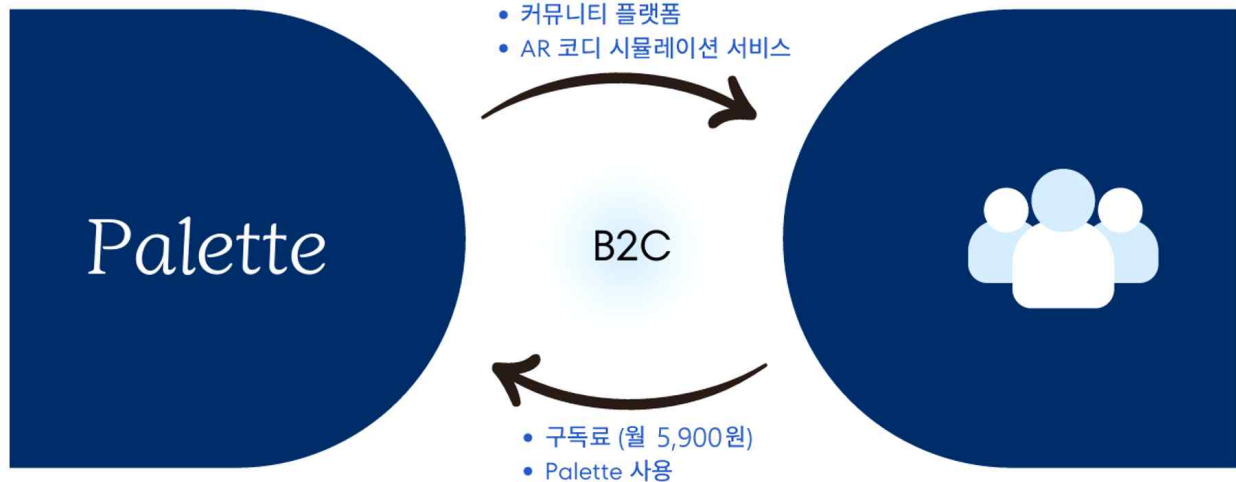 • 커뮤니티 플랫폼
• AR 코디 시뮬레이션 서비스
Palette
B2C
• 구독료 (월 5,900원)
• Palette 사용